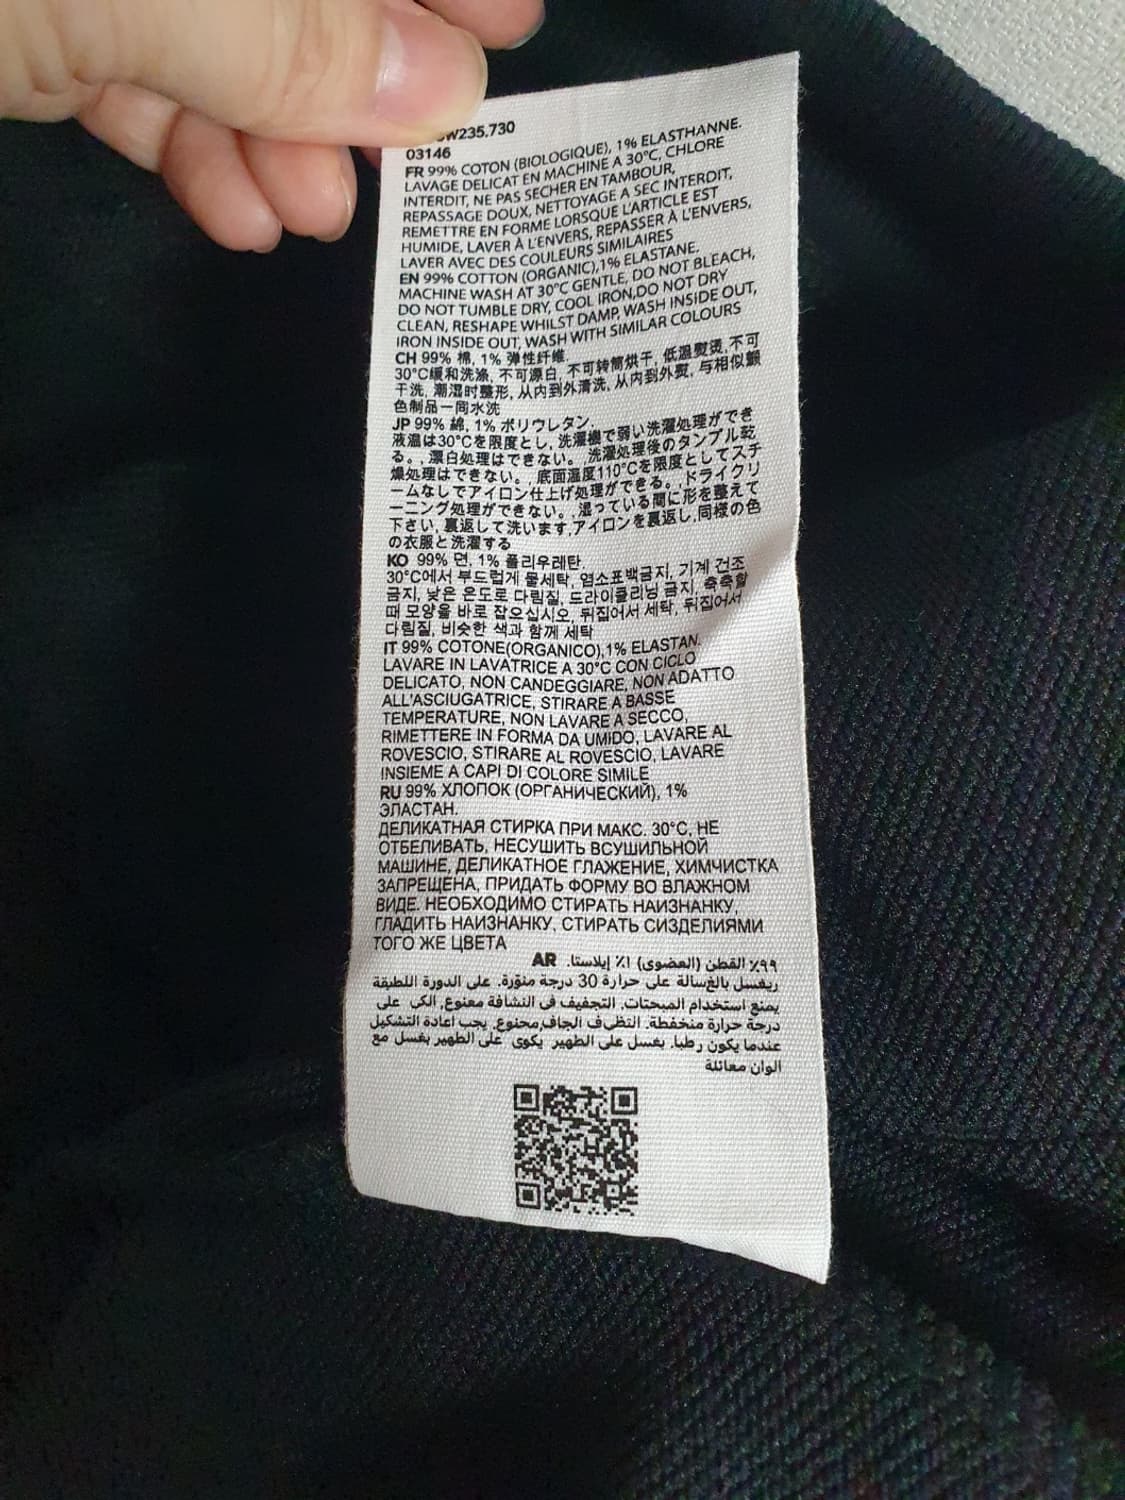 W235.730
03146
FR 99% COTON (BIOLOGIQUE), 1% ELASTHANNE.
LAVAGE DELICAT EN MACHINE A 30°C, CHLORE
INTERDIT, NE PAS SECHER EN TAMBOUR,
REPASSAGE DOUX, NETTOYAGE A SEC INTERDIT,
REMETTRE EN FORME LORSQUE L'ARTICLE EST
HUMIDE, LAVER À L'ENVERS, REPASSER À L'ENVERS,
LAVER AVEC DES COULEURS SIMILAIRES
EN 99% COTTON (ORGANIC),1% ELASTANE.
MACHINE WASH AT 30°C GENTLE, DO NOT BLEACH,
DO NOT TUMBLE DRY, COOL IRON,DO NOT DRY
CLEAN, RESHAPE WHILST DAMP, WASH INSIDE OUT,
IRON INSIDE OUT, WASH WITH SIMILAR COLOURS
CH 99% 棉, 1% 弹性纤维.
30°C缓和洗涤, 不可漂白, 不可转筒烘干, 低温熨烫,不可
干洗, 潮湿时整形, 从内到外清洗, 从内到外熨, 与相似颜
色制品一同水洗
JP 99% 綿, 1% ポリウレタン.
液温は30°Cを限度とし, 洗濯機で弱い洗濯処理ができ
る。, 漂白処理はできない。 洗濯処理後のタンブル乾
燥処理はできない。, 底面温度110°Cを限度としてスチ
ームなしでアイロン仕上げ処理ができる。,ドライクリ
ーニング処理ができない。,湿っている間に形を整えて
下さい, 裏返して洗います,アイロンを裏返し,同様の色
の衣服と洗濯する
KO 99% 면, 1% 폴리우레탄.
30°C에서 부드럽게 물세탁, 염소표백금지, 기계 건조
금지, 낮은 온도로 다림질, 드라이클리닝 금지, 축축할
때 모양을 바로 잡으십시오, 뒤집어서 세탁, 뒤집어서
다림질, 비슷한 색과 함께 세탁
IT 99% COTONE(ORGANICO),1% ELASTAN.
LAVARE IN LAVATRICE A 30°C CON CICLO
DELICATO, NON CANDEGGIARE, NON ADATTO
ALL'ASCIUGATRICE, STIRARE A BASSE
TEMPERATURE, NON LAVARE A SECCO,
RIMETTERE IN FORMA DA UMIDO, LAVARE AL
ROVESCIO, STIRARE AL ROVESCIO, LAVARE
INSIEME A CAPI DI COLORE SIMILE
RU 99% ХЛОПОК (ОРГАНИЧЕСКИЙ), 1%
ЭЛАСТАН.
ДЕЛИКАТНАЯ СТИРКА ПРИ МАКС. 30°C, НЕ
ОТБЕЛИВАТЬ, НЕСУШИТЬ ВСУШИЛЬНОЙ
МАШИНЕ, ДЕЛИКАТНОЕ ГЛАЖЕНИЕ, ХИМЧИСТКА
ЗАПРЕЩЕНА, ПРИДАТЬ ФОРМУ ВО ВЛАЖНОМ
ВИДЕ. НЕОБХОДИМО СТИРАТЬ НАИЗНАНКУ,
ГЛАДИТЬ НАИЗНАНКУ, СТИРАТЬ СИЗДЕЛИЯМИ
ТОГО ЖЕ ЦВЕТА
٩٩٪ القطن (العضوى) ١٪ إيلاستا. AR
بالغسالة على حرارة 30 درجة مئوية. على الدورة اللطيفة
يمنع استخدام المبحتات, التجفيف فى النشافة ممنوع, الكى على
درجة حرارة منخفطة. النظيف الجاف,محنوع, يجب اعادة التشكيل
عندما يكون رطبا. بغسل على الظهير يكوى على الظهير بغسل مع
الوان مماثلة